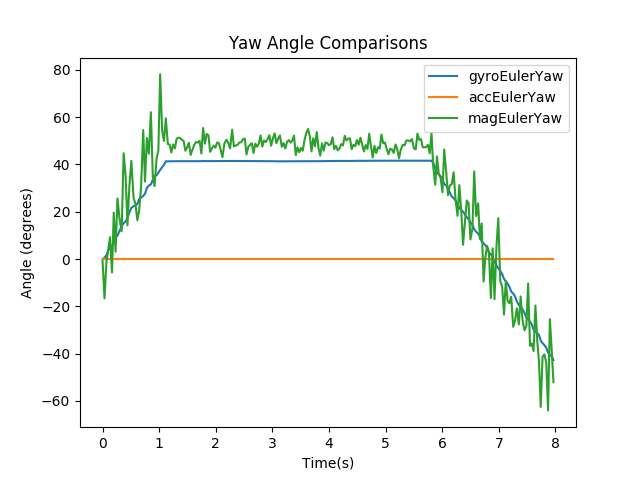 Yaw Angle Comparisons
gyroEulerYaw
accEulerYaw
magEulerYaw
Angle (degrees)
80
60
40
20
0
−20
−40
−60
0 1 2 3 4 5 6 7 8
Time(s)